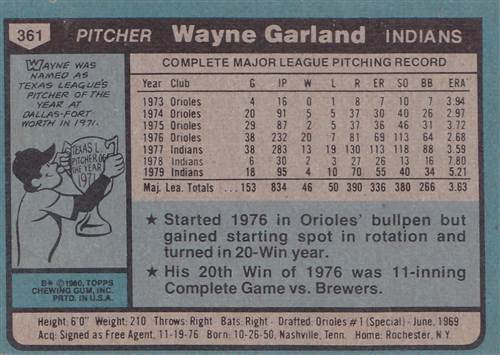 361 PITCHER Wayne Garland INDIANS
WAYNE WAS
NAMED AS
TEXAS LEAGUE'S
PITCHER OF THE
YEAR AT
DALLAS-FORT
WORTH IN 1971.
TEXAS L.
PITCHER OF
THE YEAR
1971
B* © 1980, TOPPS
CHEWING GUM, INC.
PRTD. IN U.S.A.
COMPLETE MAJOR LEAGUE PITCHING RECORD
Year Club G IP W L R ER SO BB ERA
1973 Orioles 4 16 0 1 8 7 10 7 3.94
1974 Orioles 20 91 5 5 37 30 40 26 2.97
1975 Orioles 29 87 2 5 37 36 46 31 3.72
1976 Orioles 38 232 20 7 81 69 113 64 2.68
1977 Indians 38 283 13 19 130 113 118 88 3.59
1978 Indians 6 30 2 3 27 26 13 16 7.80
1979 Indians 18 95 4 10 70 55 40 34 5.21
Maj. Lea. Totals .... 153 834 46 50 390 336 380 266 3.63
★ Started 1976 in Orioles' bullpen but
gained starting spot in rotation and
turned in 20-Win year.
★ His 20th Win of 1976 was 11-inning
Complete Game vs. Brewers.
Height: 6'0" Weight: 210 Throws: Right Bats: Right - Drafted: Orioles #1 (Special) - June, 1969
Acq: Signed as Free Agent, 11-19-76 Born: 10-26-50, Nashville, Tenn. Home: Rochester, N.Y.